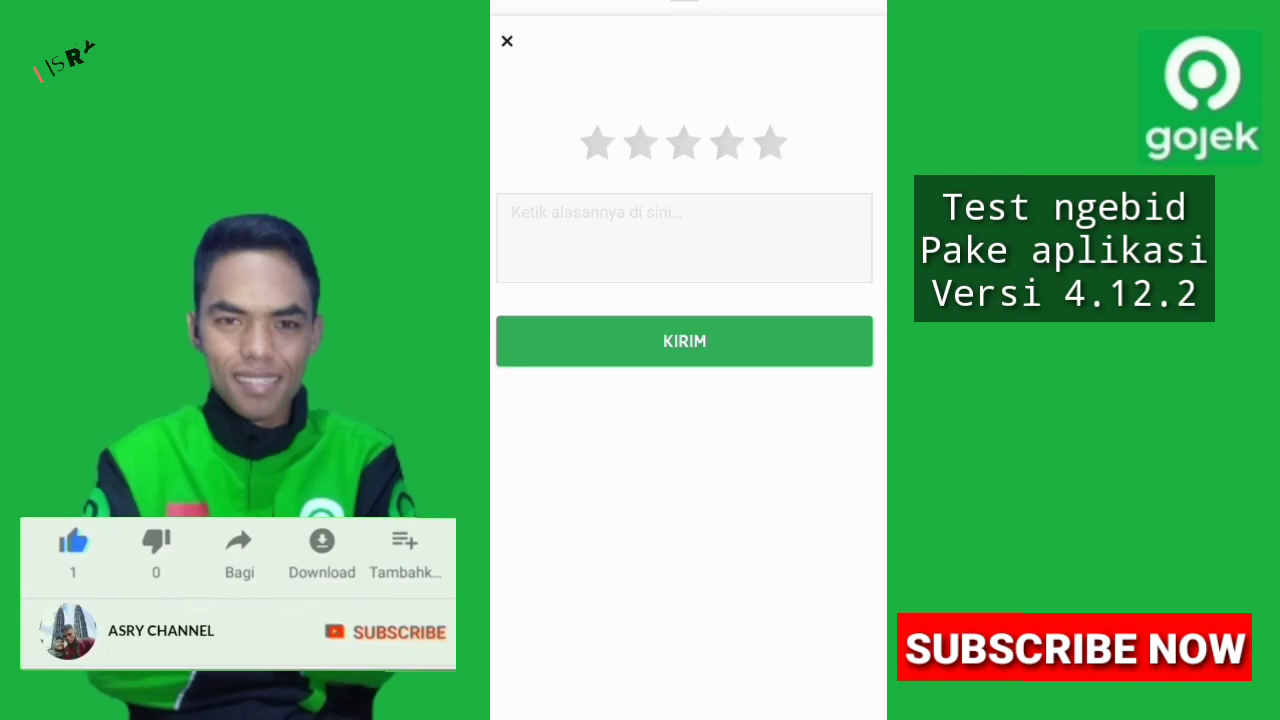 Ketik alasannya di sini...
KIRIM
gojek
Test ngebid
Pake aplikasi
Versi 4.12.2
1
0
Bagi
Download
Tambahk...
ASRY CHANNEL
SUBSCRIBE
SUBSCRIBE NOW